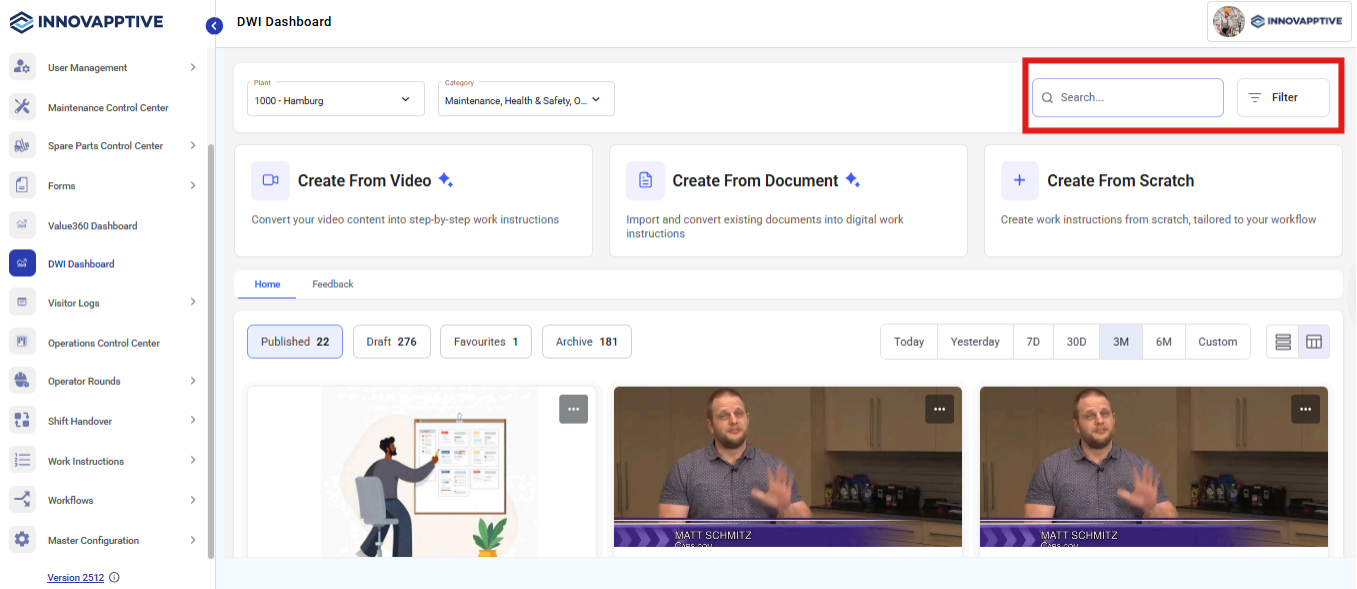 INNOVAPPTIVE
DWI Dashboard
INNOVAPPTIVE
User Management
Maintenance Control Center
Spare Parts Control Center
Forms
Value360 Dashboard
DWI Dashboard
Visitor Logs
Operations Control Center
Operator Rounds
Shift Handover
Work Instructions
Workflows
Master Configuration
Version 2512
Plant
1000 - Hamburg
Category
Maintenance, Health & Safety, O...
Search...
Filter
Create From Video
Convert your video content into step-by-step work instructions
Create From Document
Import and convert existing documents into digital work
instructions
Create From Scratch
Create work instructions from scratch, tailored to your workflow
Home Feedback
Published 22 Draft 276 Favourites 1 Archive 181
Today Yesterday 7D 30D 3M 6M Custom
MATT SCHMITZ
CARS.COM
MATT SCHMITZ
CARS.COM